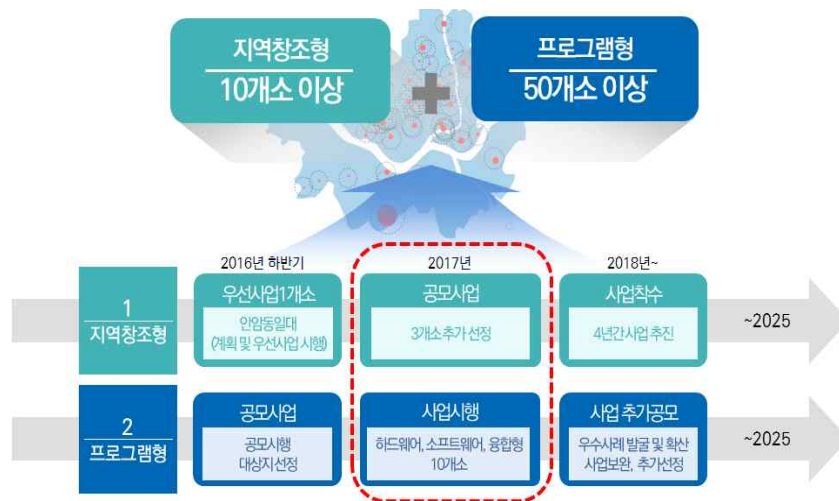 지역창조형
10개소 이상
프로그램형
50개소 이상
2016년 하반기
2017년
2018년~
1
지역창조형
우선사업1개소
안암동일대
(계획 및 우선사업 시행)
공모사업
3개소 추가 선정
사업착수
4년간 사업 추진
~2025
2
프로그램형
공모사업
공모시행
대상지 선정
사업시행
하드웨어, 소프트웨어, 융합형
10개소
사업 추가공모
우수사례 발굴 및 확산
사업보완, 추가선정
~2025